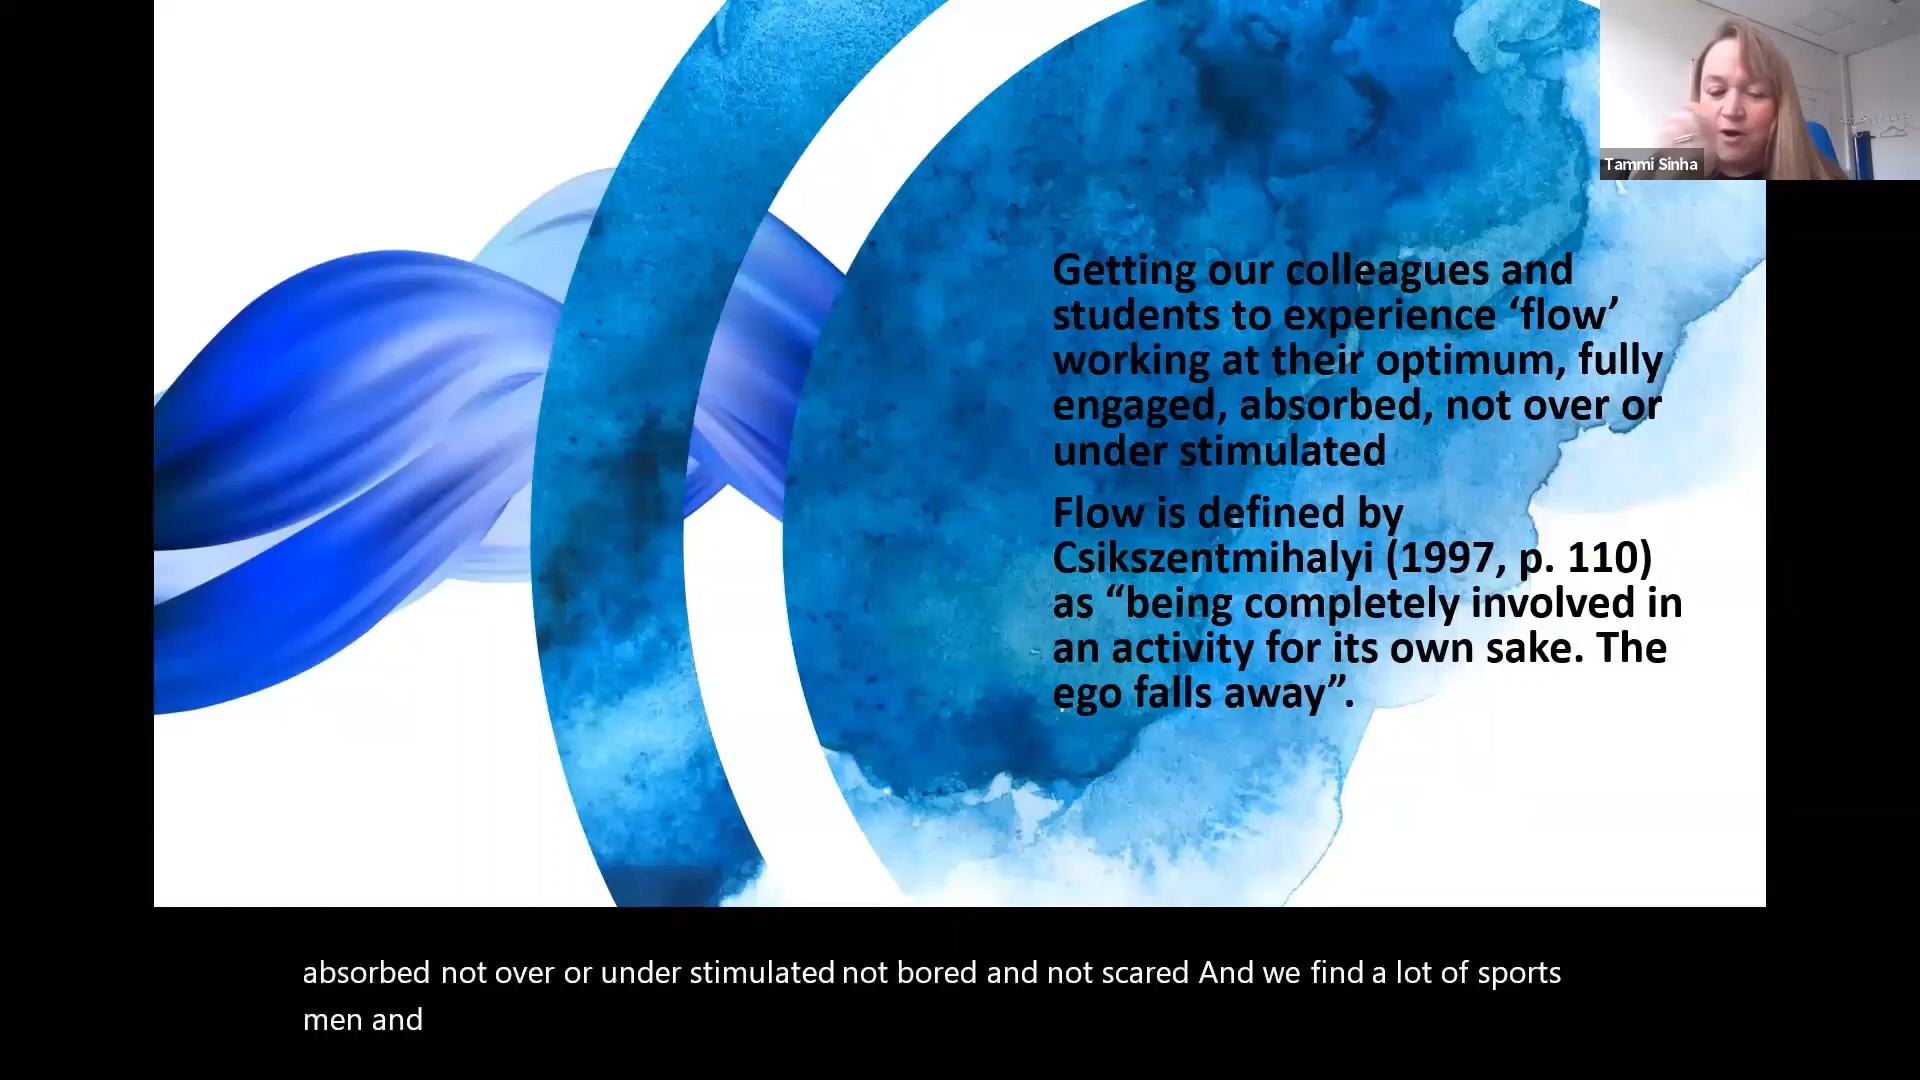 Tammi Sinha
Getting our colleagues and
students to experience ‘flow’
working at their optimum, fully
engaged, absorbed, not over or
under stimulated
Flow is defined by
Csikszentmihalyi (1997, p. 110)
as “being completely involved in
an activity for its own sake. The
ego falls away”.
absorbed not over or under stimulated not bored and not scared And we find a lot of sports
men and